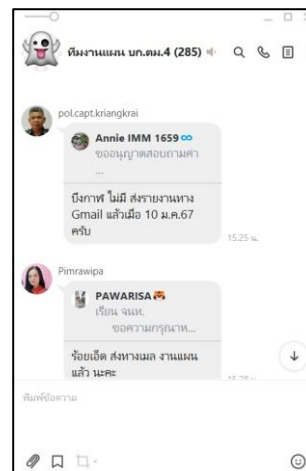 ทีมงานแผน บก.ตม.4 (285)
pol.capt.kriangkrai
Annie IMM 1659
ขออนุญาตสอบถามค่า
...
บึงกาฬ ไม่มี ส่งรายงานทาง
Gmail แล้วเมื่อ 10 ม.ค.67
ครับ
15.25 น.
Pimrawipa
PAWARISA
เรียน จนท.
ขอความกรุณาห...
ร้อยเอ็ด ส่งทางเมล งานแผน
แล้ว นะคะ
15.28 น.
พิมพ์ข้อความ